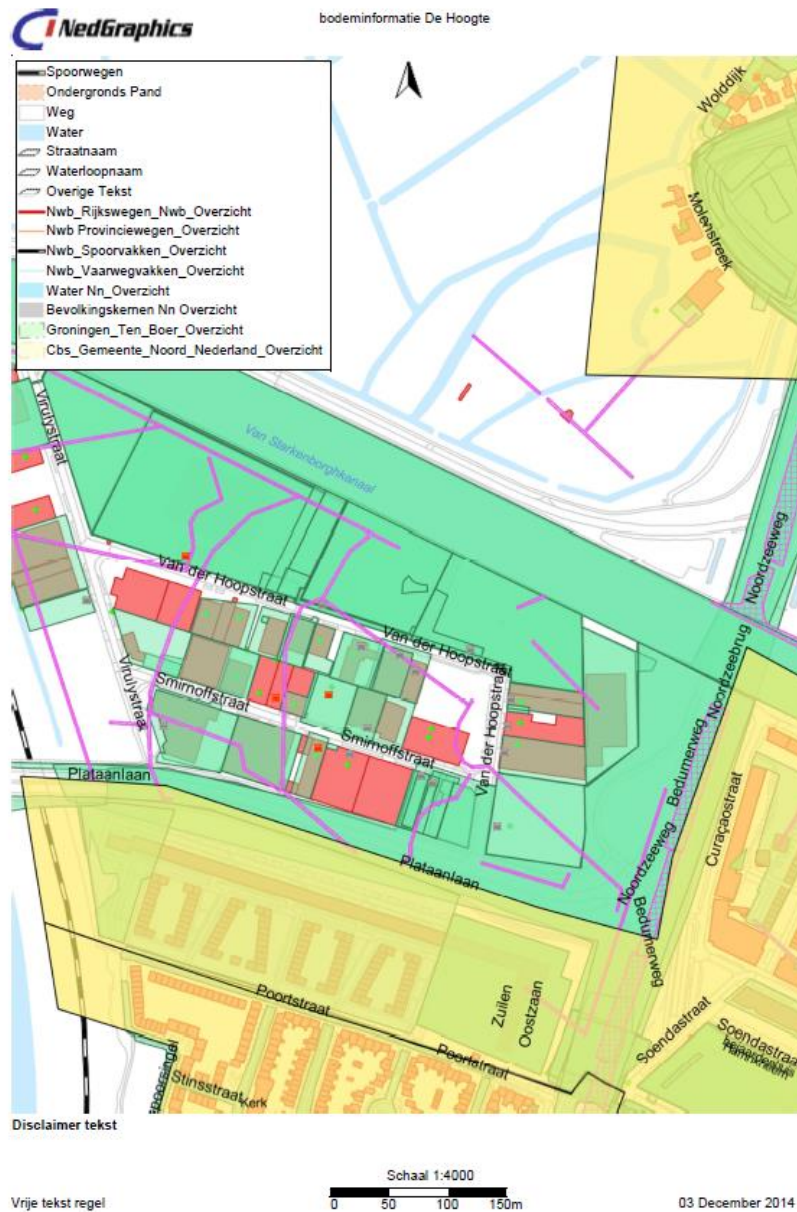 NedGraphics
bodeminformatie De Hoogte
Spoorwegen
Ondergronds Pand
Weg
Water
Straatnaam
Waterloopnaam
Overige Tekst
Nwb_Rijkswegen_Nwb_Overzicht
Nwb Provinciewegen_Overzicht
Nwb_Spoorvakken_Overzicht
Nwb_Vaarwegvakken_Overzicht
Water Nn_Overzicht
Bevolkingskernen Nn Overzicht
Groningen_Ten_Boer_Overzicht
Cbs_Gemeente_Noord_Nederland_Overzicht
Wolddijk
Molenstreek
Virulystraat
Van Starkenborghkanaal
Noordzeeweg
Van der Hoopstraat
Van der Hoopstraat
Noordzeebrug
Virulystraat
Smirnoffstraat
Smirnoffstraat
Van der Hoopstraat
Bedumerweg
Plataanlaan
Plataanlaan
Noordzeeweg
Curaçaostraat
Bedumerweg
Poortstraat
Poortstraat
Zuilen
Oostzaan
Soendastraat
Soendastraat
Stinsstraat
Kerk
Disclaimer tekst
Schaal 1:4000
Vrije tekst regel
0 50 100 150m
03 December 2014